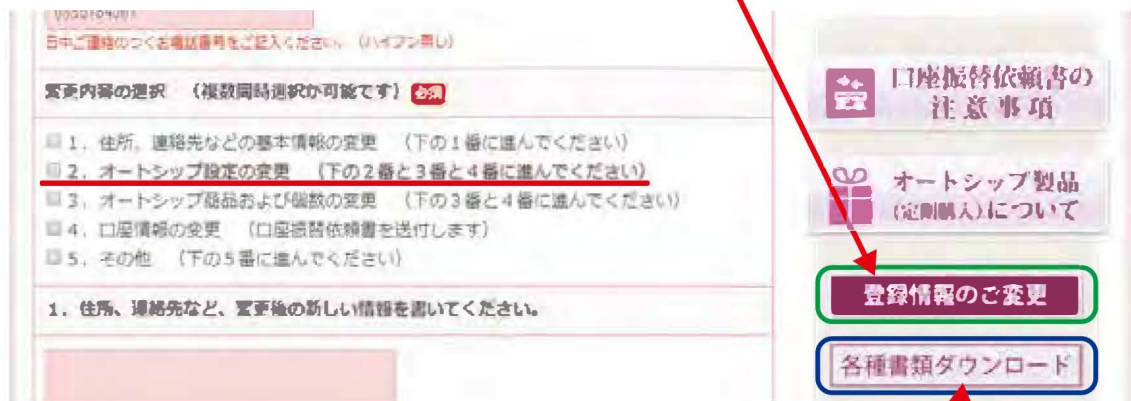 日中ご連絡のつくお電話番号をご記入ください。（ハイフン無し）
変更内容の選択　（複数同時選択が可能です）必須
1．住所、連絡先などの基本情報の変更　（下の1番に進んでください）
2．オートシップ設定の変更　（下の2番と3番と4番に進んでください）
3．オートシップ商品および個数の変更　（下の3番と4番に進んでください）
4．口座情報の変更　（口座振替依頼書を送付します）
5．その他　（下の5番に進んでください）
1．住所、連絡先など、変更後の新しい情報を書いてください。
口座振替依頼書の
注意事項
オートシップ製品
(定期購入)について
登録情報のご変更
各種書類ダウンロード